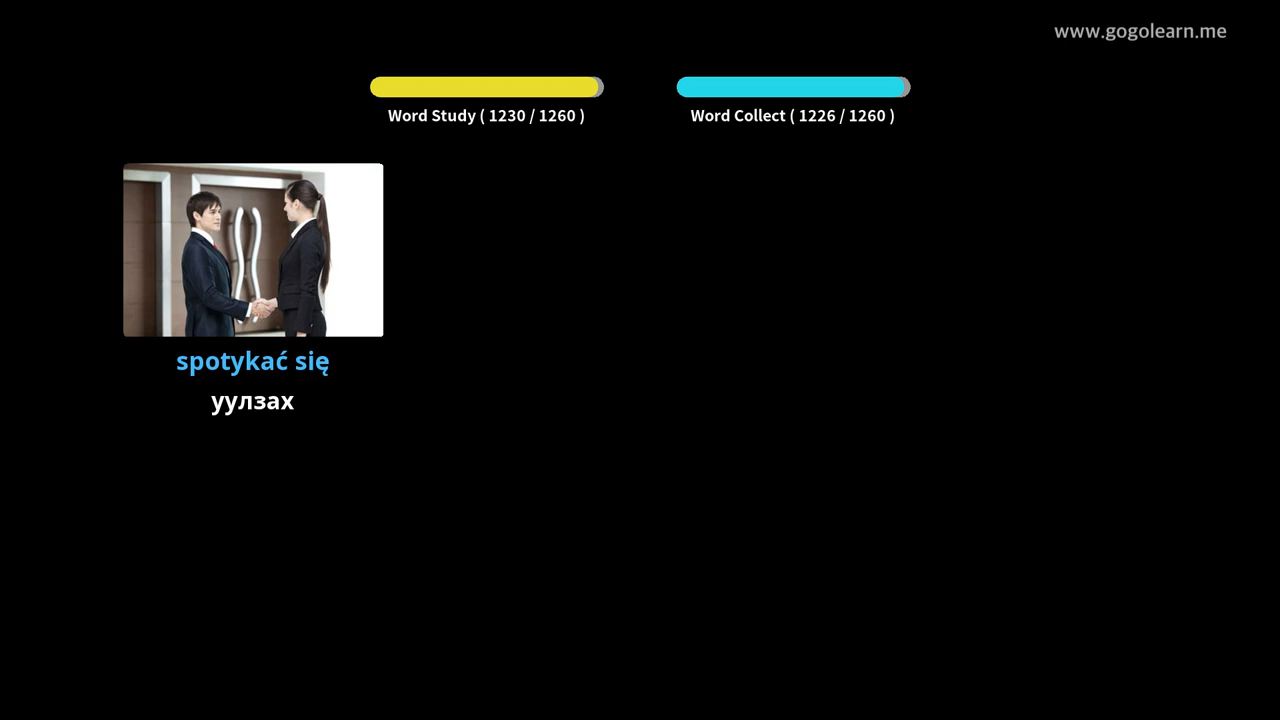 www.gogolearn.me
Word Study ( 1230 / 1260 )
Word Collect ( 1226 / 1260 )
spotykać się
уулзах